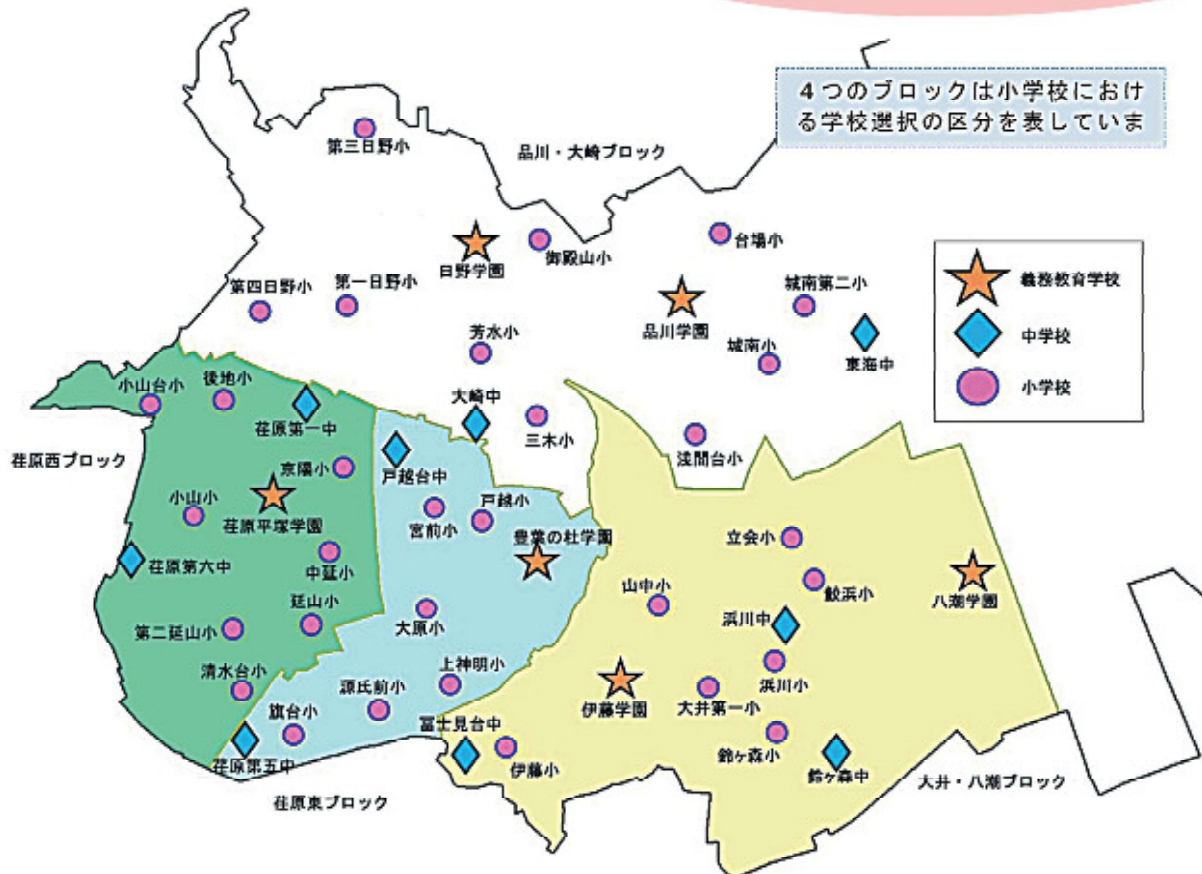 4つのブロックは小学校におけ
る学校選択の区分を表していま
第三日野小
品川・大崎ブロック
台場小
御殿山小
日野学園
義務教育学校
第四日野小
第一日野小
城南第二小
品川学園
中学校
芳水小
城南小
東海中
小山台小
後地小
大崎中
小学校
荏原第一中
三木小
浅間台小
荏原西ブロック
京陽小
戸越台中
小山小
戸越小
荏原平塚学園
宮前小
豊葉の杜学園
立会小
荏原第六中
中延小
山中小
鮫浜小
八潮学園
延山小
大原小
浜川中
第二延山小
上神明小
清水台小
源氏前小
浜川小
伊藤学園
大井第一小
旗台小
冨士見台中
鈴ヶ森小
荏原第五中
伊藤小
鈴ヶ森中
大井・八潮ブロック
荏原東ブロック